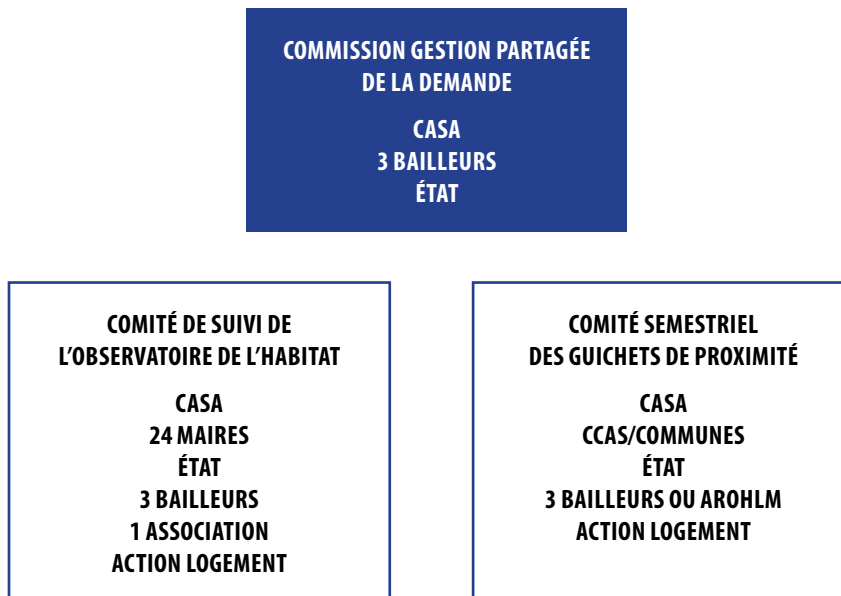 COMMISSION GESTION PARTAGÉE
DE LA DEMANDE
CASA
3 BAILLEURS
ÉTAT
COMITÉ DE SUIVI DE
L’OBSERVATOIRE DE L’HABITAT
CASA
24 MAIRES
ÉTAT
3 BAILLEURS
1 ASSOCIATION
ACTION LOGEMENT
COMITÉ SEMESTRIEL
DES GUICHETS DE PROXIMITÉ
CASA
CCAS/COMMUNES
ÉTAT
3 BAILLEURS OU AROHLM
ACTION LOGEMENT